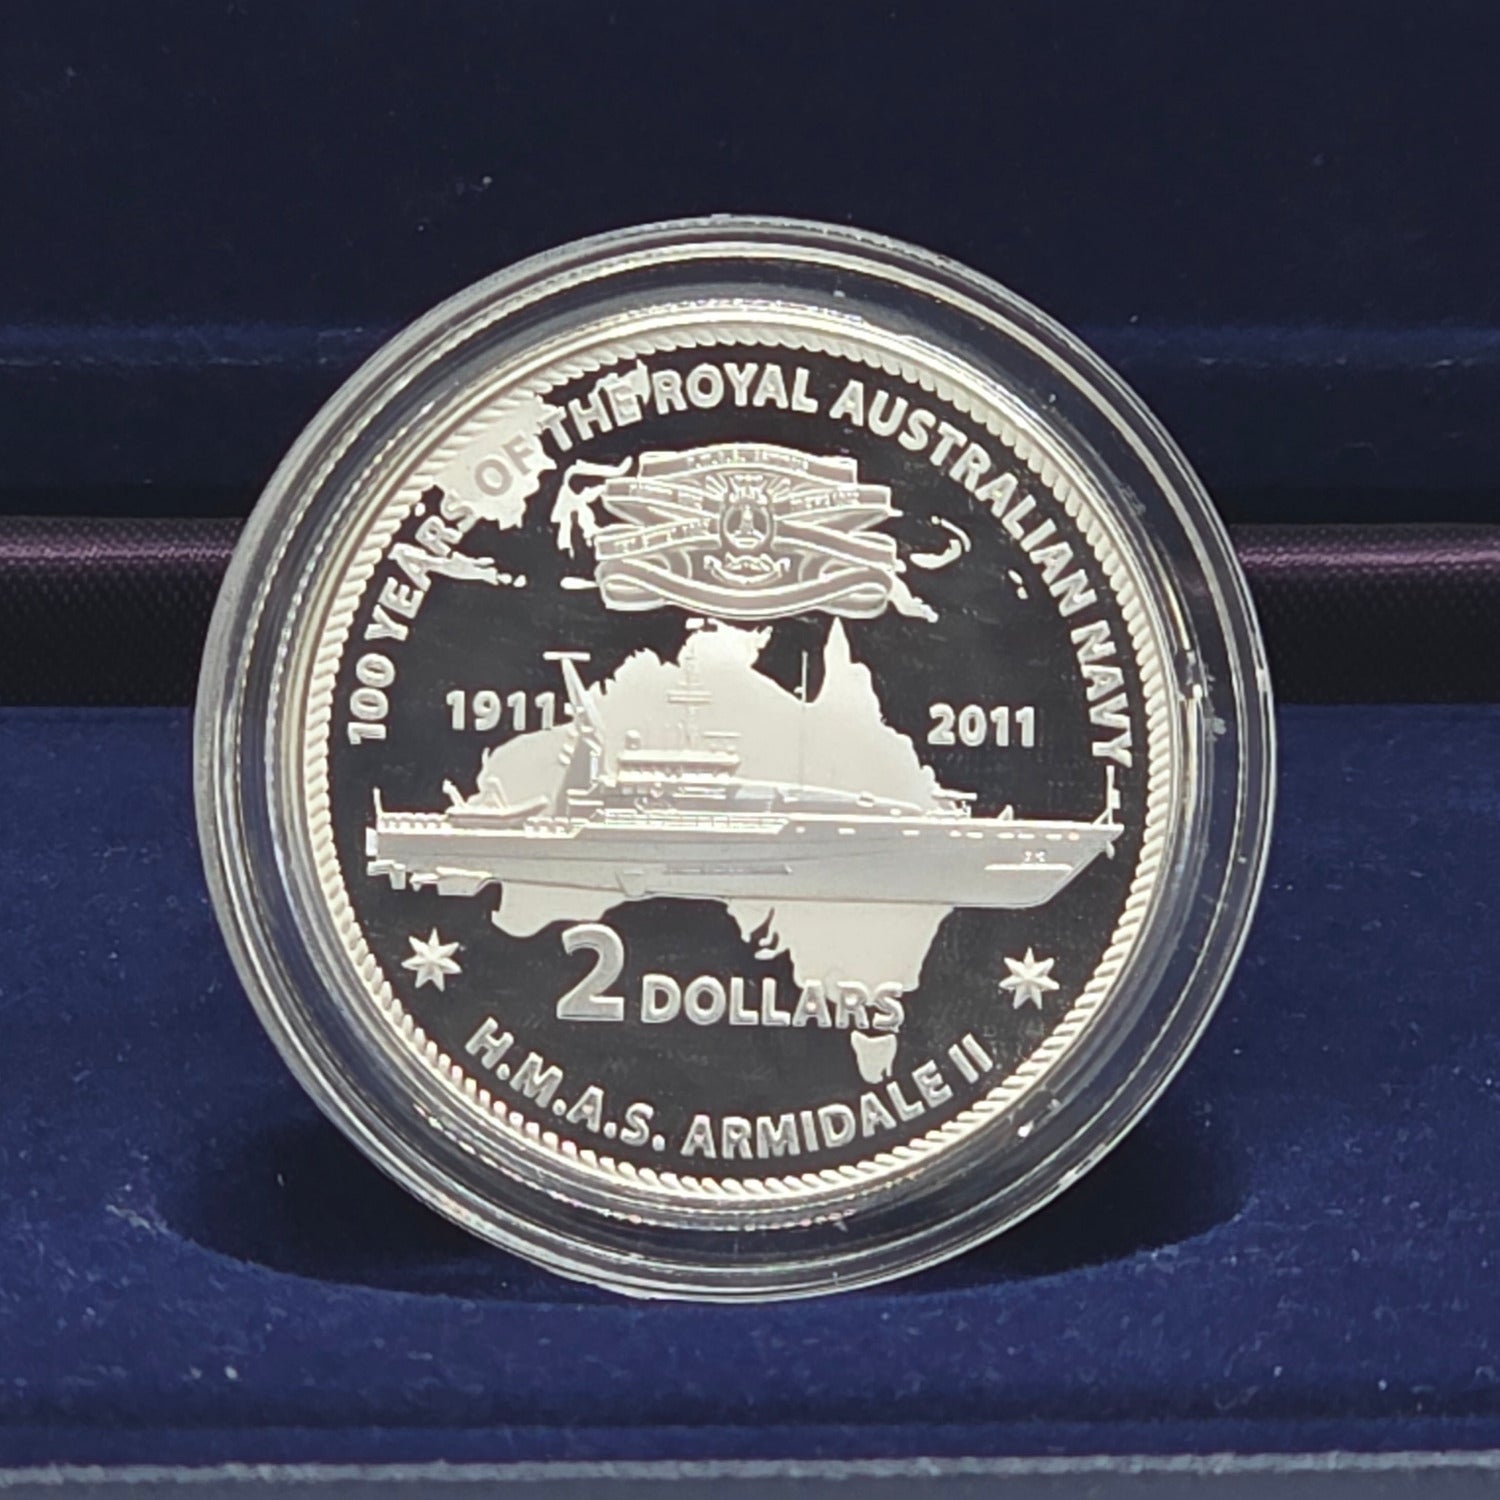 100 YEARS OF THE ROYAL AUSTRALIAN NAVY
1911
2011
2 DOLLARS
H.M.A.S. ARMIDALE II